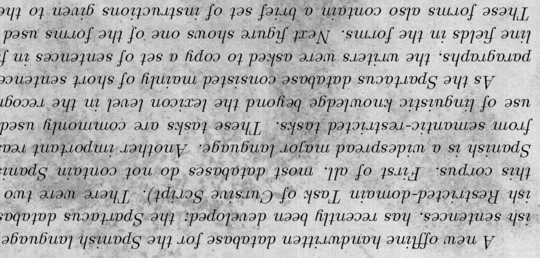 A new offline handwritten database for the Spanish language
ish sentences, has recently been developed: the Spartacus databas
ish Restricted-domain Task of Cursive Script). There were two
this corpus. First of all, most databases do not contain Spani
Spanish is a widespread major language. Another important rea
from semantic-restricted tasks. These tasks are commonly used
use of linguistic knowledge beyond the lexicon level in the recogn
As the Spartacus database consisted mainly of short sentence
paragraphs, the writers were asked to copy a set of sentences in f
line fields in the forms. Next figure shows one of the forms used
These forms also contain a brief set of instructions given to the